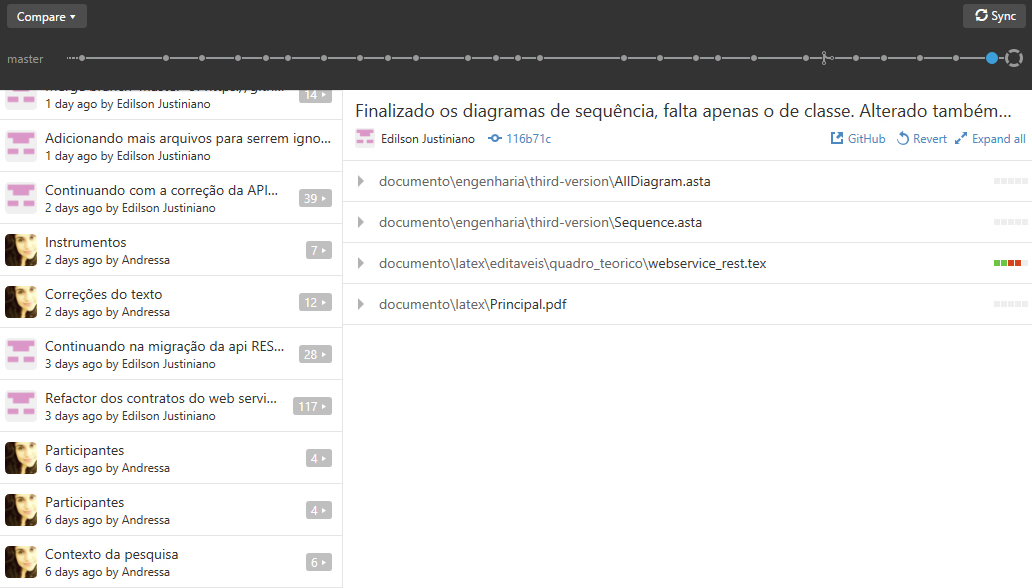 Compare
Sync
master
1 day ago by Edilson Justiniano
14
Adicionando mais arquivos para serrem igno...
1 day ago by Edilson Justiniano
Continuando com a correção da API...
2 days ago by Edilson Justiniano
39
Instrumentos
2 days ago by Andressa
7
Correções do texto
2 days ago by Andressa
12
Continuando na migração da api RES...
3 days ago by Edilson Justiniano
28
Refactor dos contratos do web servi...
3 days ago by Edilson Justiniano
117
Participantes
6 days ago by Andressa
4
Participantes
6 days ago by Andressa
4
Contexto da pesquisa
6 days ago by Andressa
6
Finalizado os diagramas de sequência, falta apenas o de classe. Alterado também...
Edilson Justiniano 116b71c GitHub Revert Expand all
documento\engenharia\third-version\AllDiagram.asta
documento\engenharia\third-version\Sequence.asta
documento\latex\editaveis\quadro_teorico\webservice_rest.tex
documento\latex\Principal.pdf